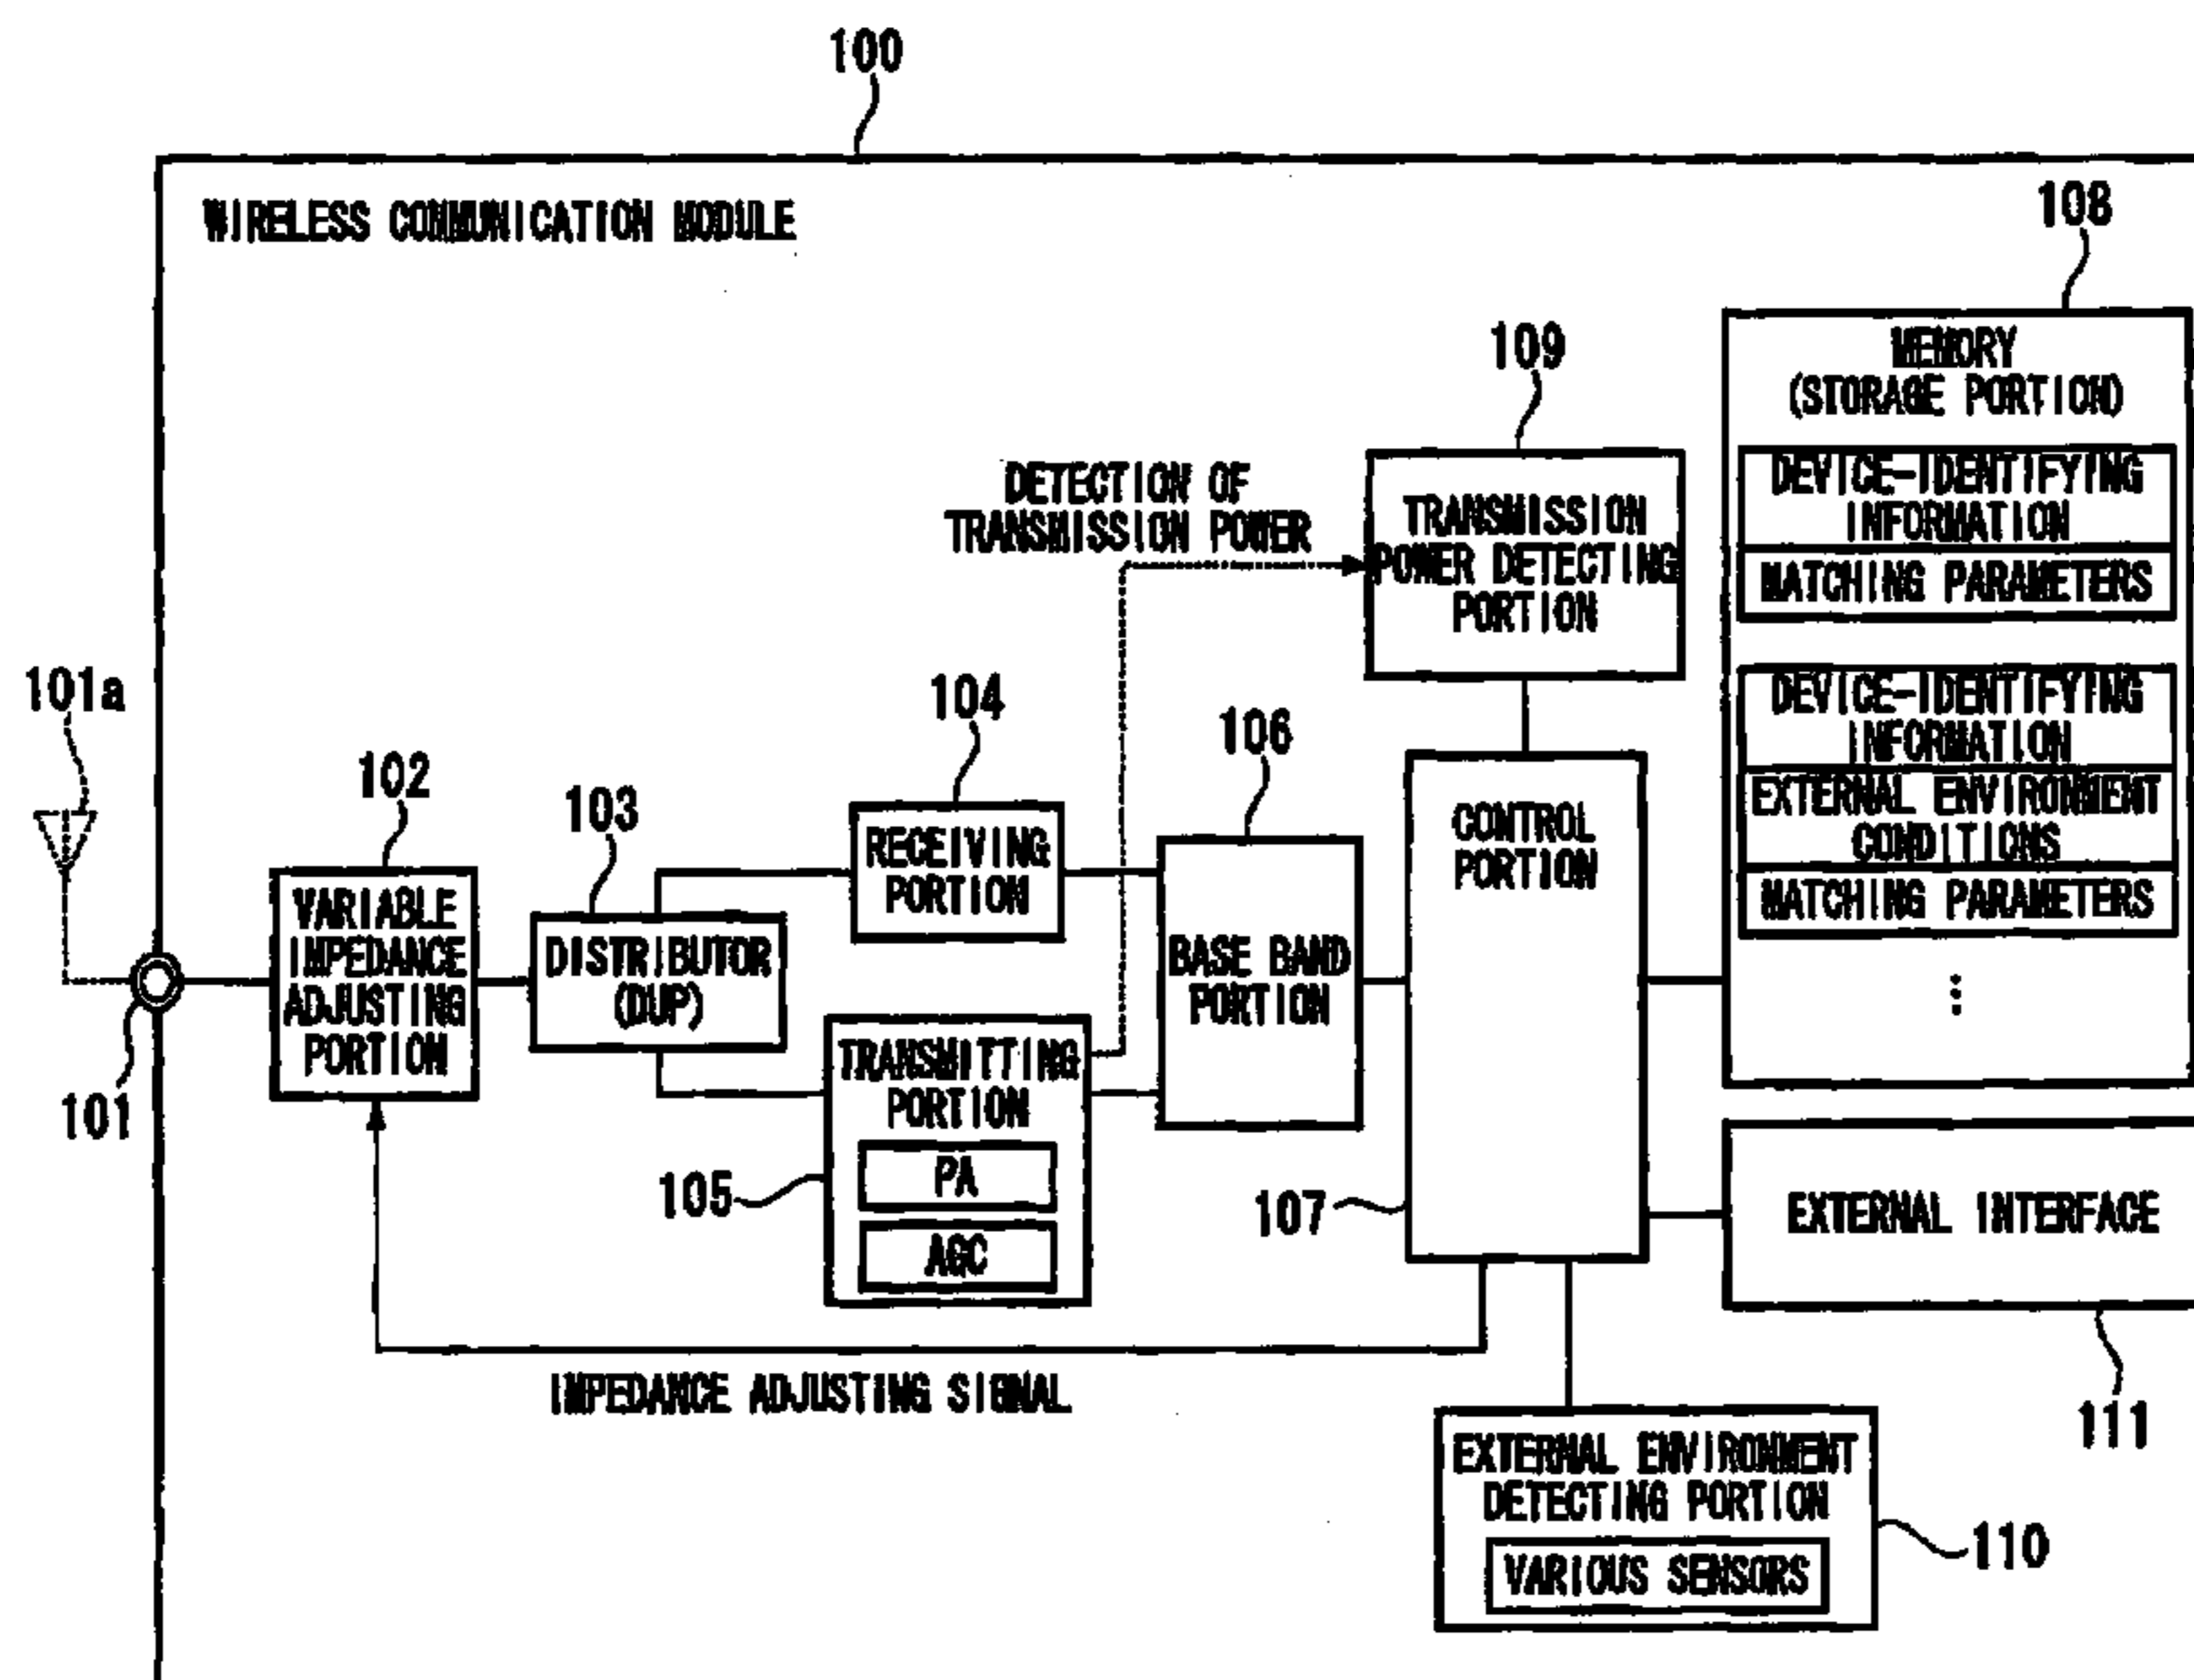 100
WIRELESS COMMUNICATION MODULE
108
MEMORY
(STORAGE PORTION)
DEVICE-IDENTIFYING
INFORMATION
MATCHING PARAMETERS
DEVICE-IDENTIFYING
INFORMATION
EXTERNAL ENVIRONMENT
CONDITIONS
MATCHING PARAMETERS
⋮
109
TRANSMISSION
POWER DETECTING
PORTION
DETECTION OF
TRANSMISSION POWER
101a
101
102
VARIABLE
IMPEDANCE
ADJUSTING
PORTION
103
DISTRIBUTOR
(DUP)
104
RECEIVING
PORTION
105
TRANSMITTING
PORTION
PA
AGC
106
BASE BAND
PORTION
107
CONTROL
PORTION
EXTERNAL INTERFACE
111
IMPEDANCE ADJUSTING SIGNAL
EXTERNAL ENVIRONMENT
DETECTING PORTION
VARIOUS SENSORS
110